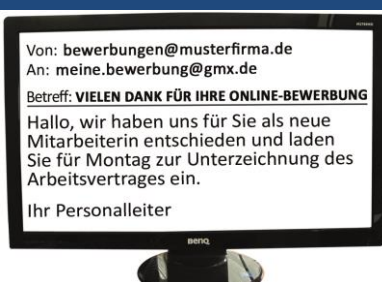 Von: bewerbungen@musterfirma.de
An: meine.bewerbung@gmx.de
Betreff: VIELEN DANK FÜR IHRE ONLINE-BEWERBUNG
Hallo, wir haben uns für Sie als neue
Mitarbeiterin entschieden und laden
Sie für Montag zur Unterzeichnung des
Arbeitsvertrages ein.
Ihr Personalleiter
BenQ